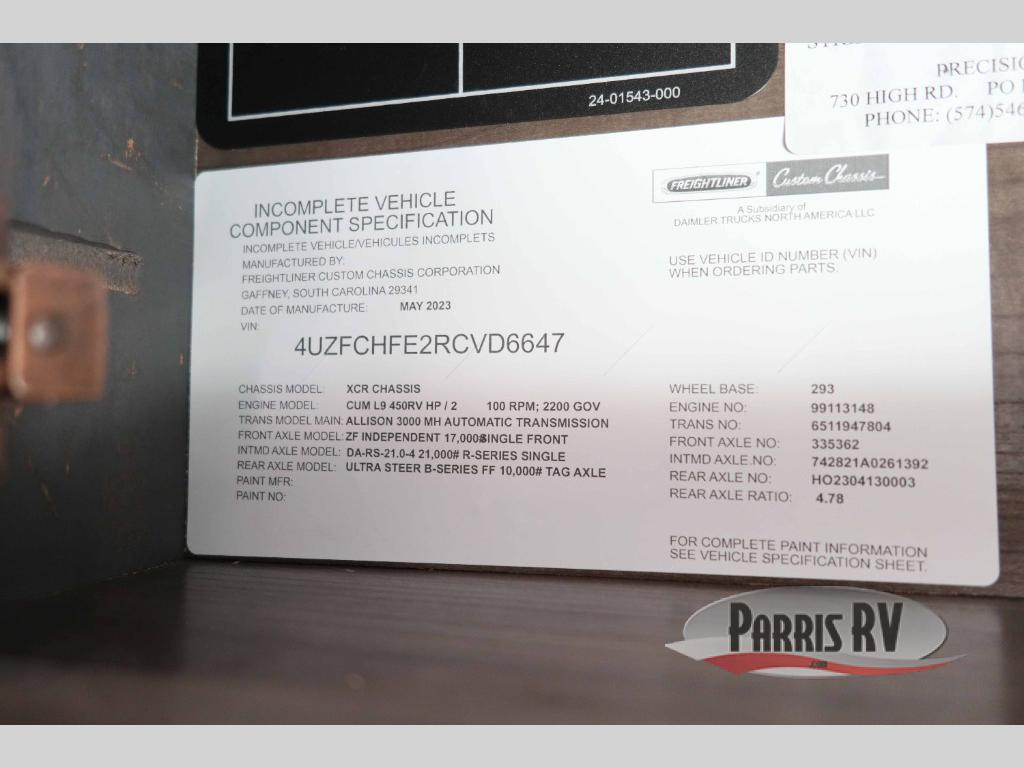 24-01543-000
PRECISIO
730 HIGH RD. PO
PHONE: (574)546
INCOMPLETE VEHICLE
COMPONENT SPECIFICATION
INCOMPLETE VEHICLE/VEHICULES INCOMPLETS
MANUFACTURED BY:
FREIGHTLINER CUSTOM CHASSIS CORPORATION
GAFFNEY, SOUTH CAROLINA 29341
DATE OF MANUFACTURE: MAY 2023
VIN:
4UZFCHFE2RCVD6647
FREIGHTLINER Custom Chassis
A Subsidiary of
DAIMLER TRUCKS NORTH AMERICA LLC
USE VEHICLE ID NUMBER (VIN)
WHEN ORDERING PARTS.
CHASSIS MODEL: XCR CHASSIS
ENGINE MODEL: CUM L9 450RV HP / 2 100 RPM; 2200 GOV
TRANS MODEL MAIN: ALLISON 3000 MH AUTOMATIC TRANSMISSION
FRONT AXLE MODEL: ZF INDEPENDENT 17,000# SINGLE FRONT
INTMD AXLE MODEL: DA-RS-21.0-4 21,000# R-SERIES SINGLE
REAR AXLE MODEL: ULTRA STEER B-SERIES FF 10,000# TAG AXLE
PAINT MFR:
PAINT NO:
WHEEL BASE: 293
ENGINE NO: 99113148
TRANS NO: 6511947804
FRONT AXLE NO: 335362
INTMD AXLE.NO: 742821A0261392
REAR AXLE NO: HO2304130003
REAR AXLE RATIO: 4.78
FOR COMPLETE PAINT INFORMATION
SEE VEHICLE SPECIFICATION SHEET.
PARRIS RV
.com